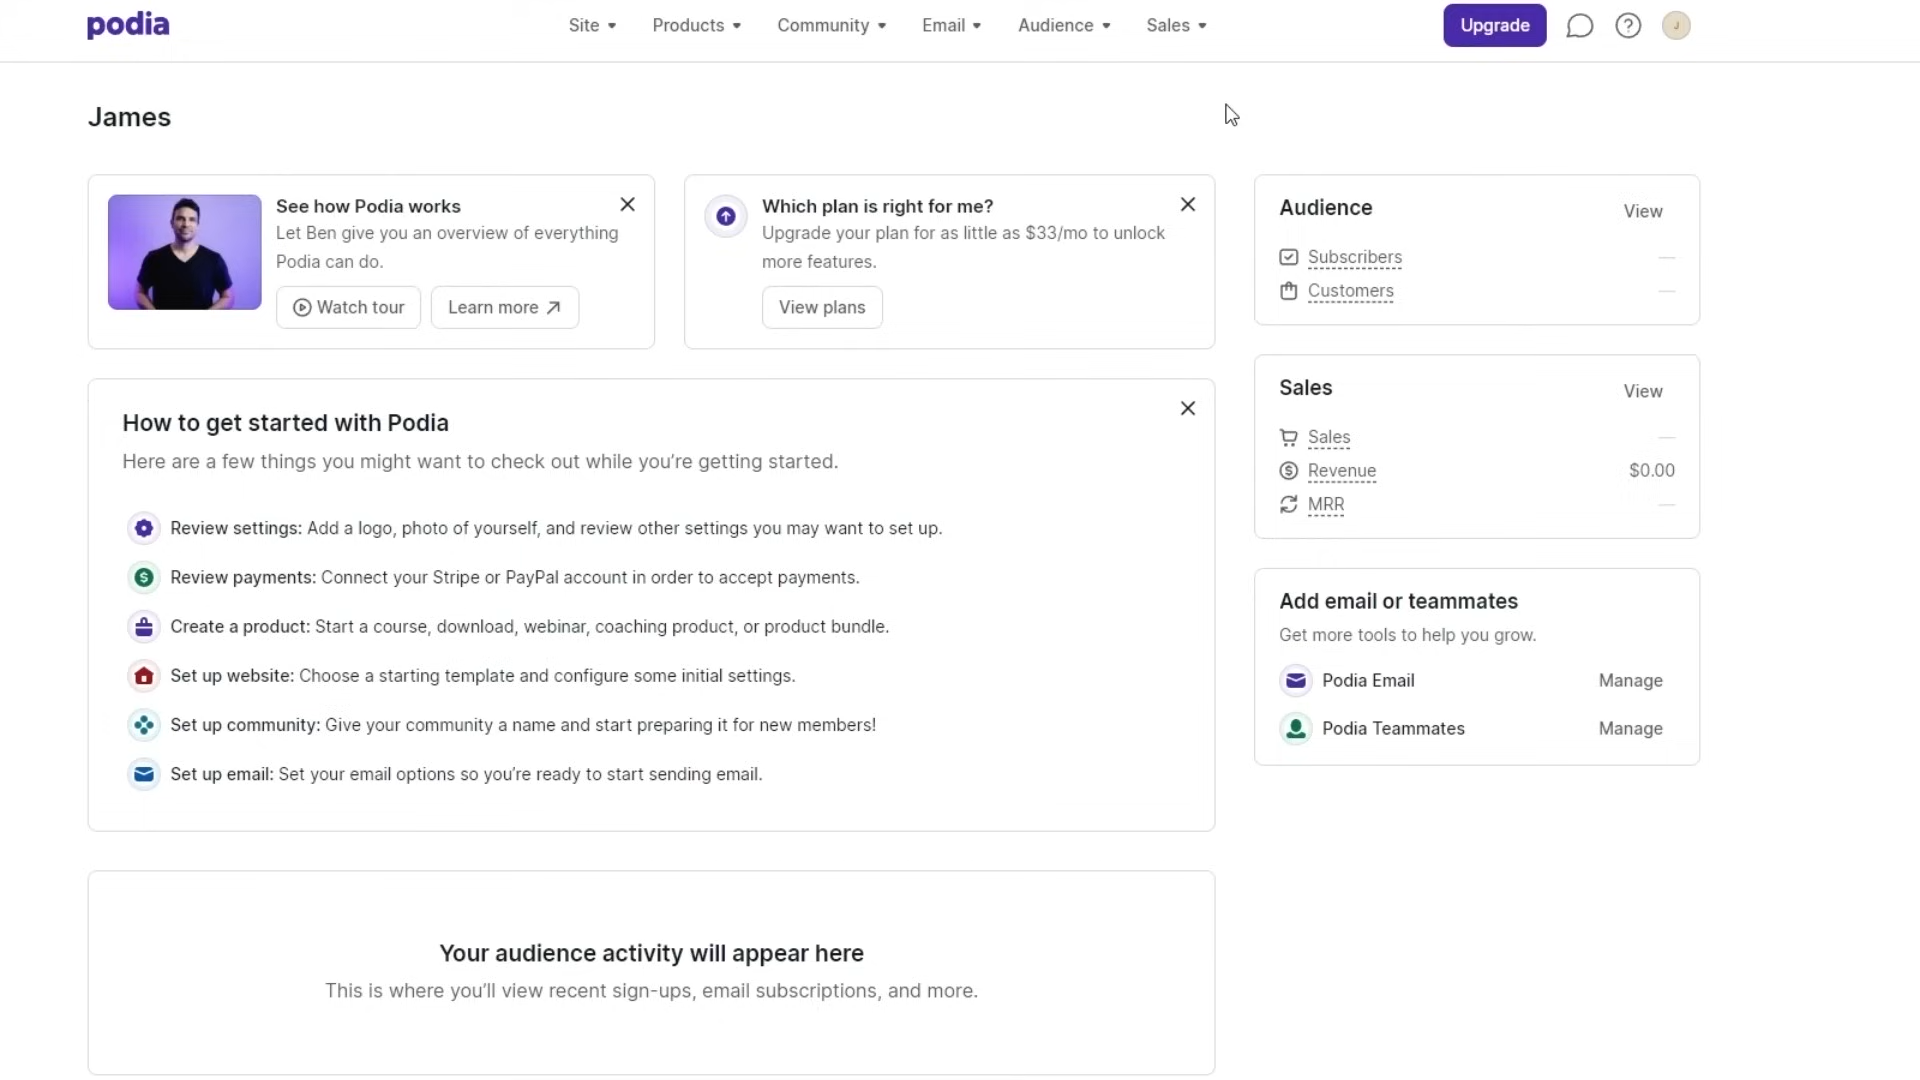 podia
Site
Products
Community
Email
Audience
Sales
Upgrade
J
James
See how Podia works
Let Ben give you an overview of everything
Podia can do.
Watch tour
Learn more
Which plan is right for me?
Upgrade your plan for as little as $33/mo to unlock
more features.
View plans
Audience
View
Subscribers
—
Customers
—
How to get started with Podia
Here are a few things you might want to check out while you’re getting started.
Review settings: Add a logo, photo of yourself, and review other settings you may want to set up.
Review payments: Connect your Stripe or PayPal account in order to accept payments.
Create a product: Start a course, download, webinar, coaching product, or product bundle.
Set up website: Choose a starting template and configure some initial settings.
Set up community: Give your community a name and start preparing it for new members!
Set up email: Set your email options so you’re ready to start sending email.
Sales
View
Sales
—
Revenue
$0.00
MRR
—
Add email or teammates
Get more tools to help you grow.
Podia Email
Manage
Podia Teammates
Manage
Your audience activity will appear here
This is where you’ll view recent sign-ups, email subscriptions, and more.